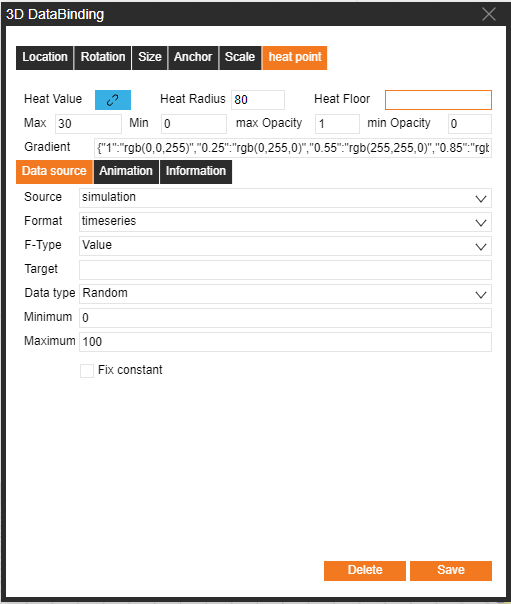 3D DataBinding
Location Rotation Size Anchor Scale heat point
Heat Value Heat Radius 80 Heat Floor
Max 30 Min 0 max Opacity 1 min Opacity 0
Gradient {"1":"rgb(0,0,255)","0.25":"rgb(0,255,0)","0.55":"rgb(255,255,0)","0.85":"rgb
Data source Animation Information
Source simulation
Format timeseries
F-Type Value
Target
Data type Random
Minimum 0
Maximum 100
Fix constant
Delete Save